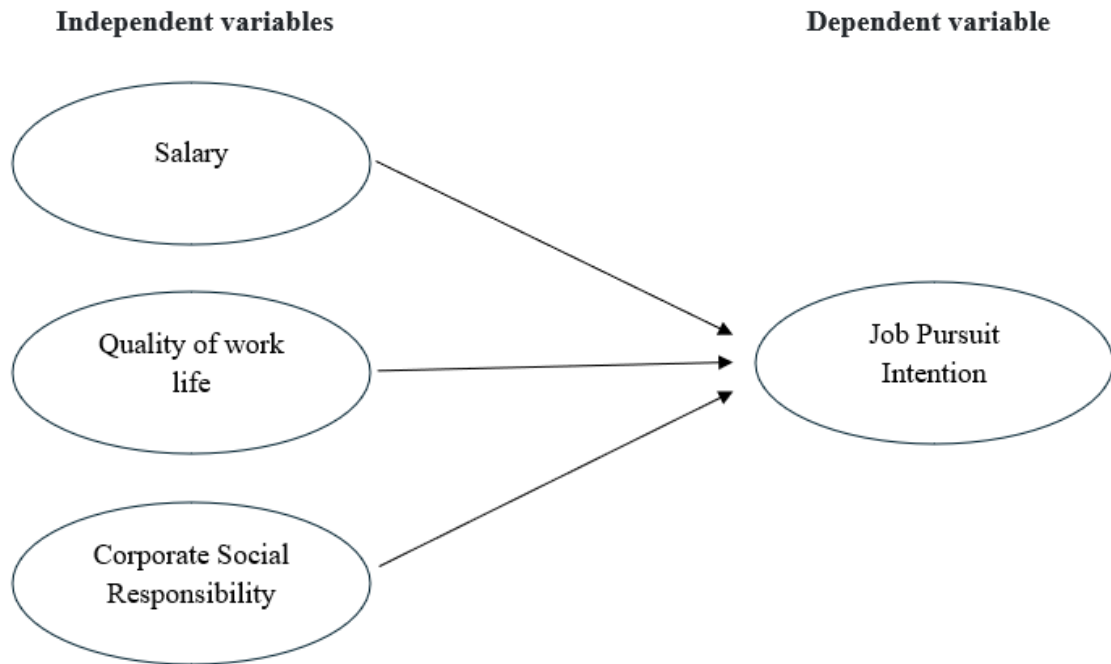 Independent variables
Dependent variable
Salary
Quality of work
life
Job Pursuit
Intention
Corporate Social
Responsibility